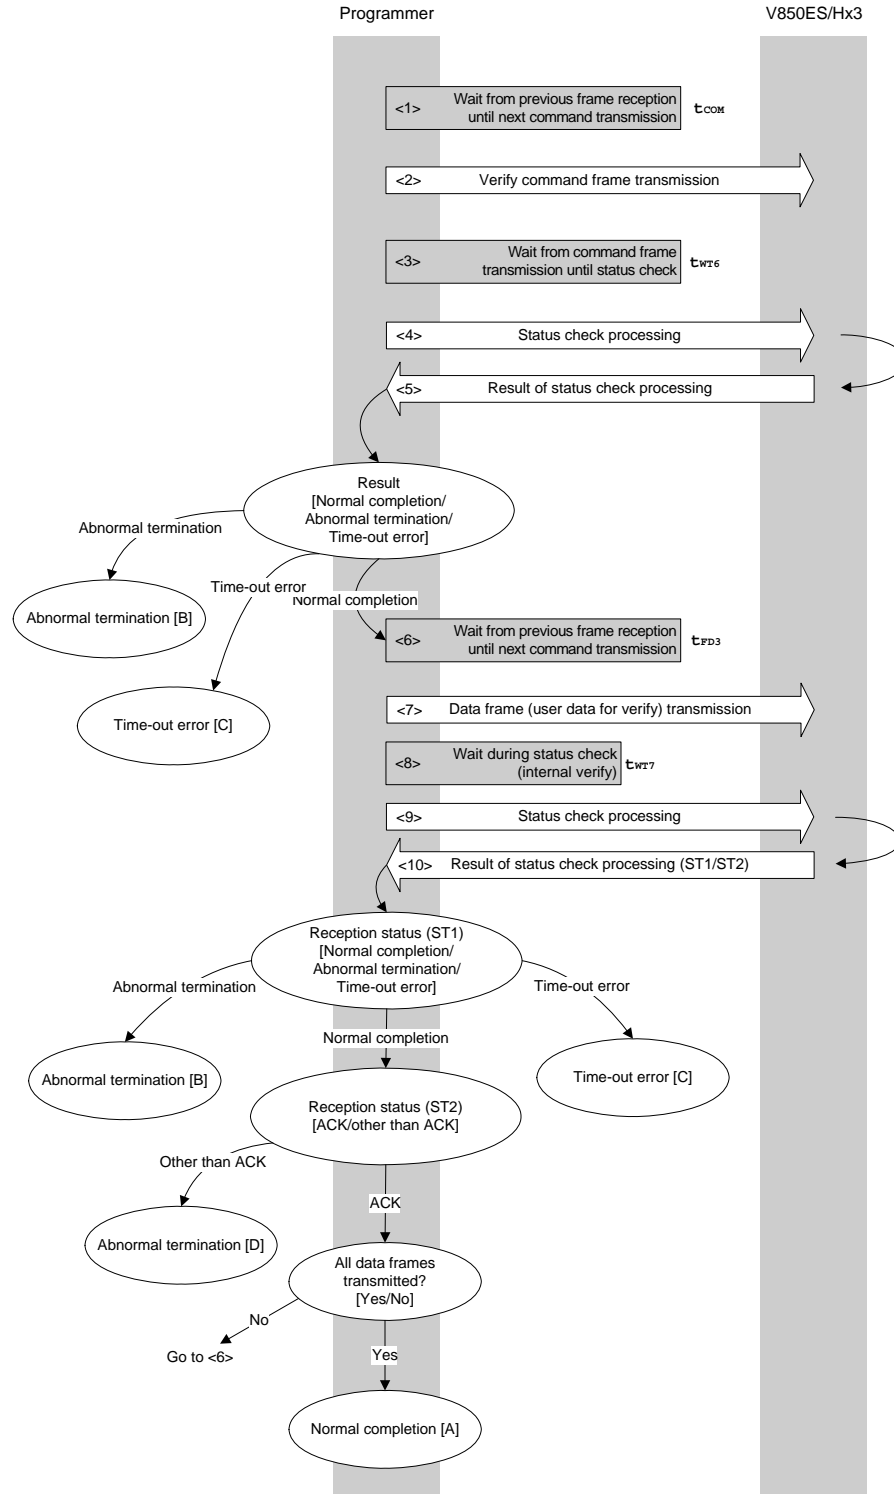 Programmer
V850ES/Hx3
<1>
Wait from previous frame reception
until next command transmission
tCOM
<2>
Verify command frame transmission
<3>
Wait from command frame
transmission until status check
tWT6
<4>
Status check processing
<5>
Result of status check processing
Result
[Normal completion/
Abnormal termination/
Time-out error]
Abnormal termination
Time-out error
Normal completion
Abnormal termination [B]
<6>
Wait from previous frame reception
until next command transmission
tFD3
Time-out error [C]
<7>
Data frame (user data for verify) transmission
<8>
Wait during status check
(internal verify)
tWT7
<9>
Status check processing
<10>
Result of status check processing (ST1/ST2)
Reception status (ST1)
[Normal completion/
Abnormal termination/
Time-out error]
Abnormal termination
Time-out error
Normal completion
Abnormal termination [B]
Time-out error [C]
Reception status (ST2)
[ACK/other than ACK]
Other than ACK
ACK
Abnormal termination [D]
All data frames
transmitted?
[Yes/No]
No
Go to <6>
Yes
Normal completion [A]